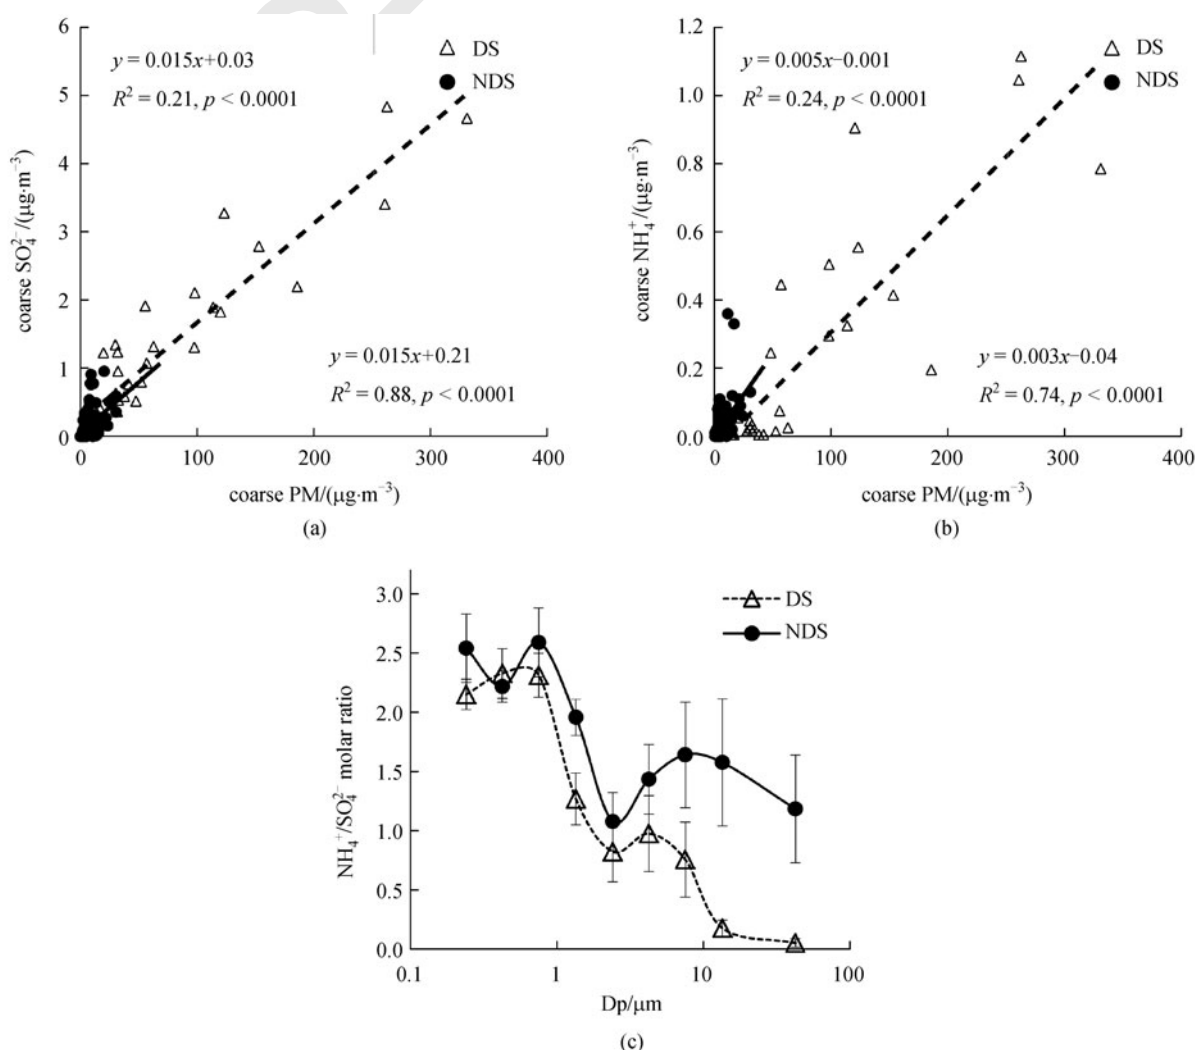 6
5
4
3
2
1
0
0 100 200 300 400
coarse SO₄²⁻/(μg·m⁻³)
coarse PM/(μg·m⁻³)
y = 0.015x+0.03
R² = 0.21, p < 0.0001
DS
NDS
y = 0.015x+0.21
R² = 0.88, p < 0.0001
(a)
1.2
1.0
0.8
0.6
0.4
0.2
0.0
0 100 200 300 400
coarse NH₄⁺/(μg·m⁻³)
coarse PM/(μg·m⁻³)
y = 0.005x−0.001
R² = 0.24, p < 0.0001
DS
NDS
y = 0.003x−0.04
R² = 0.74, p < 0.0001
(b)
3.0
2.5
2.0
1.5
1.0
0.5
0.0
0.1 1 10 100
NH₄⁺/SO₄²⁻ molar ratio
Dp/μm
DS
NDS
(c)